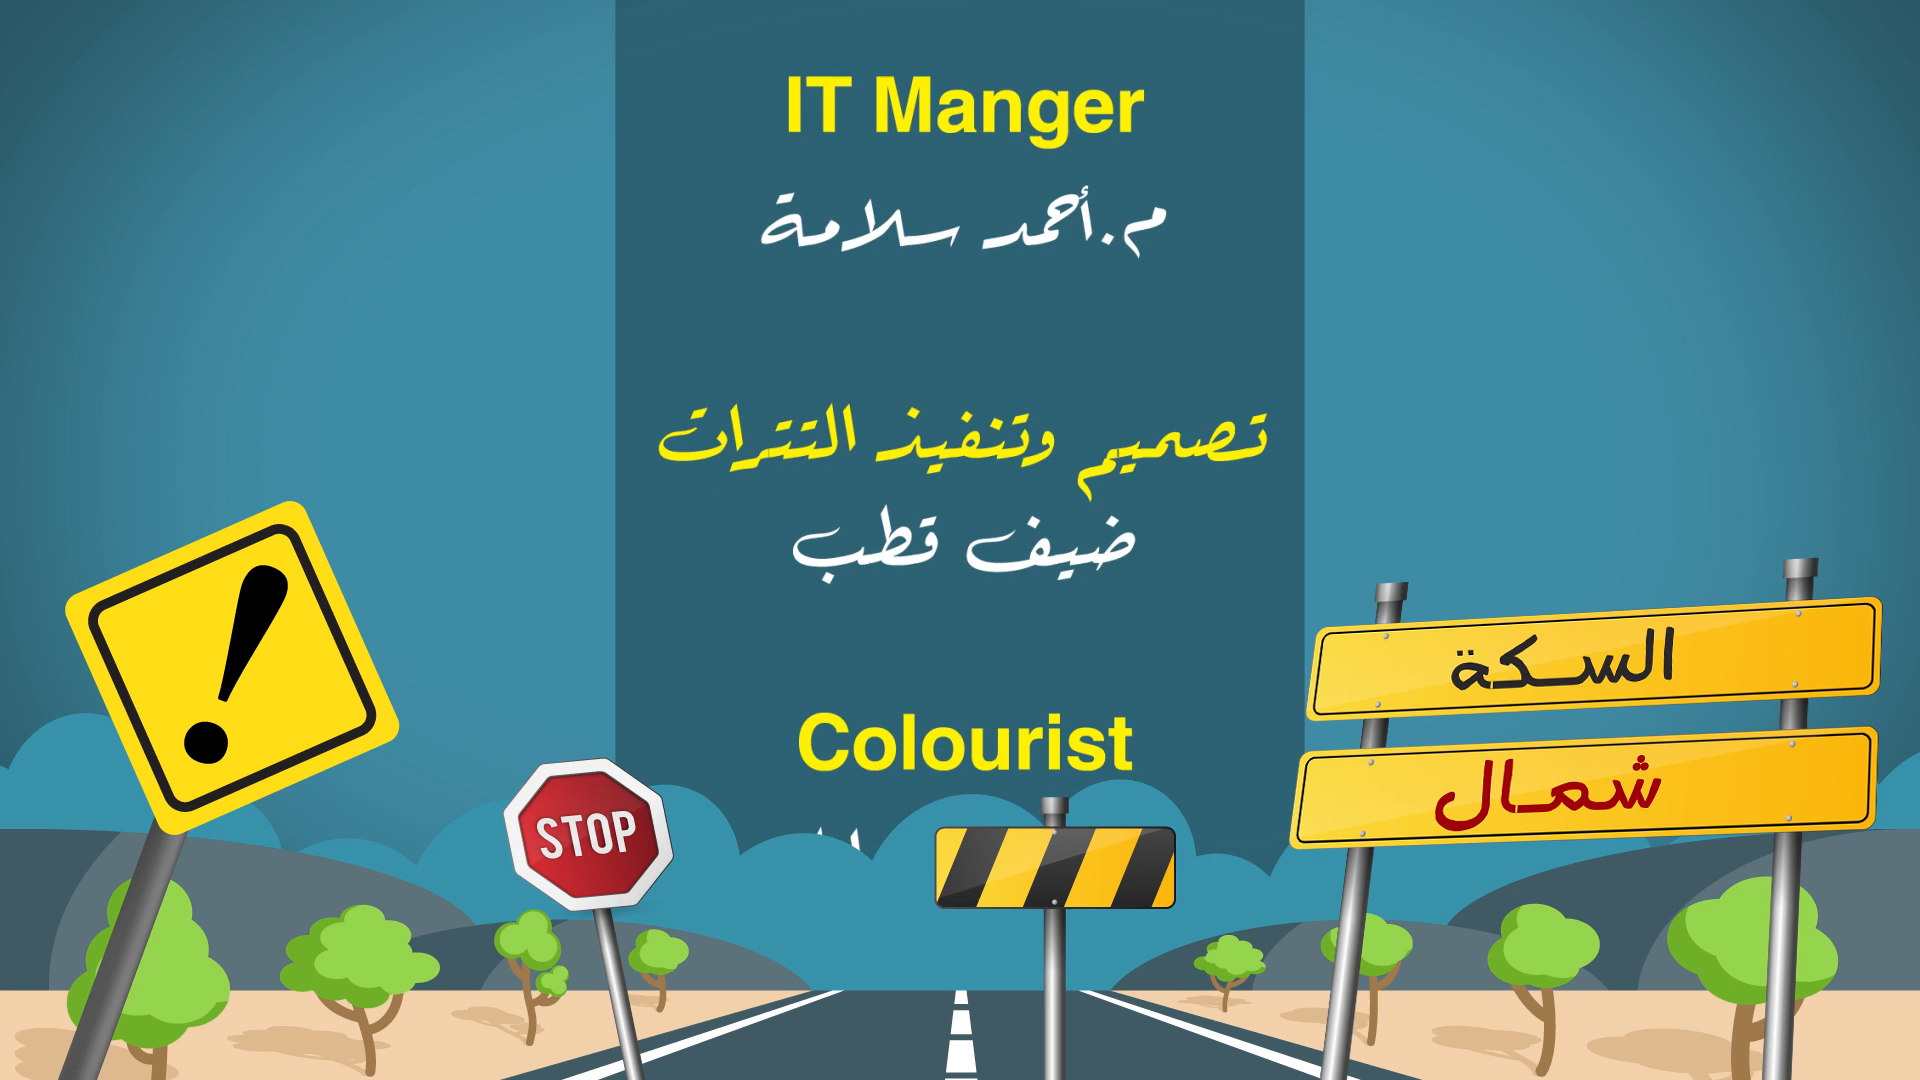 IT Manger
م.أحمد سلامة
تصميم وتنفيذ التترات
ضيف قطب
Colourist
!
STOP
السكة
شمال